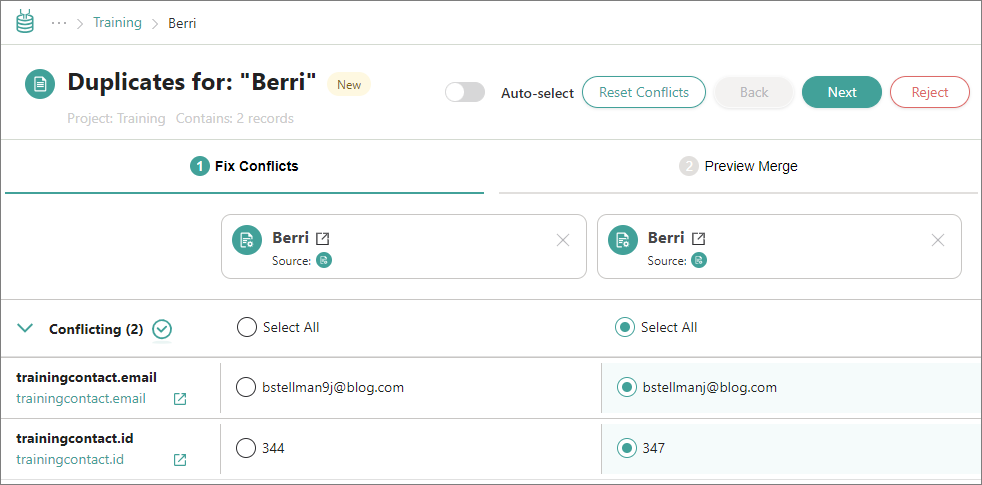 ··· > Training > Berri
Duplicates for: "Berri" New
Project: Training Contains: 2 records
Auto-select Reset Conflicts Back Next Reject
1 Fix Conflicts
2 Preview Merge
Berri
Source:
Berri
Source:
Conflicting (2) Select All Select All
trainingcontact.email
trainingcontact.email
bstellman9j@blog.com bstellmanj@blog.com
trainingcontact.id
trainingcontact.id
344 347